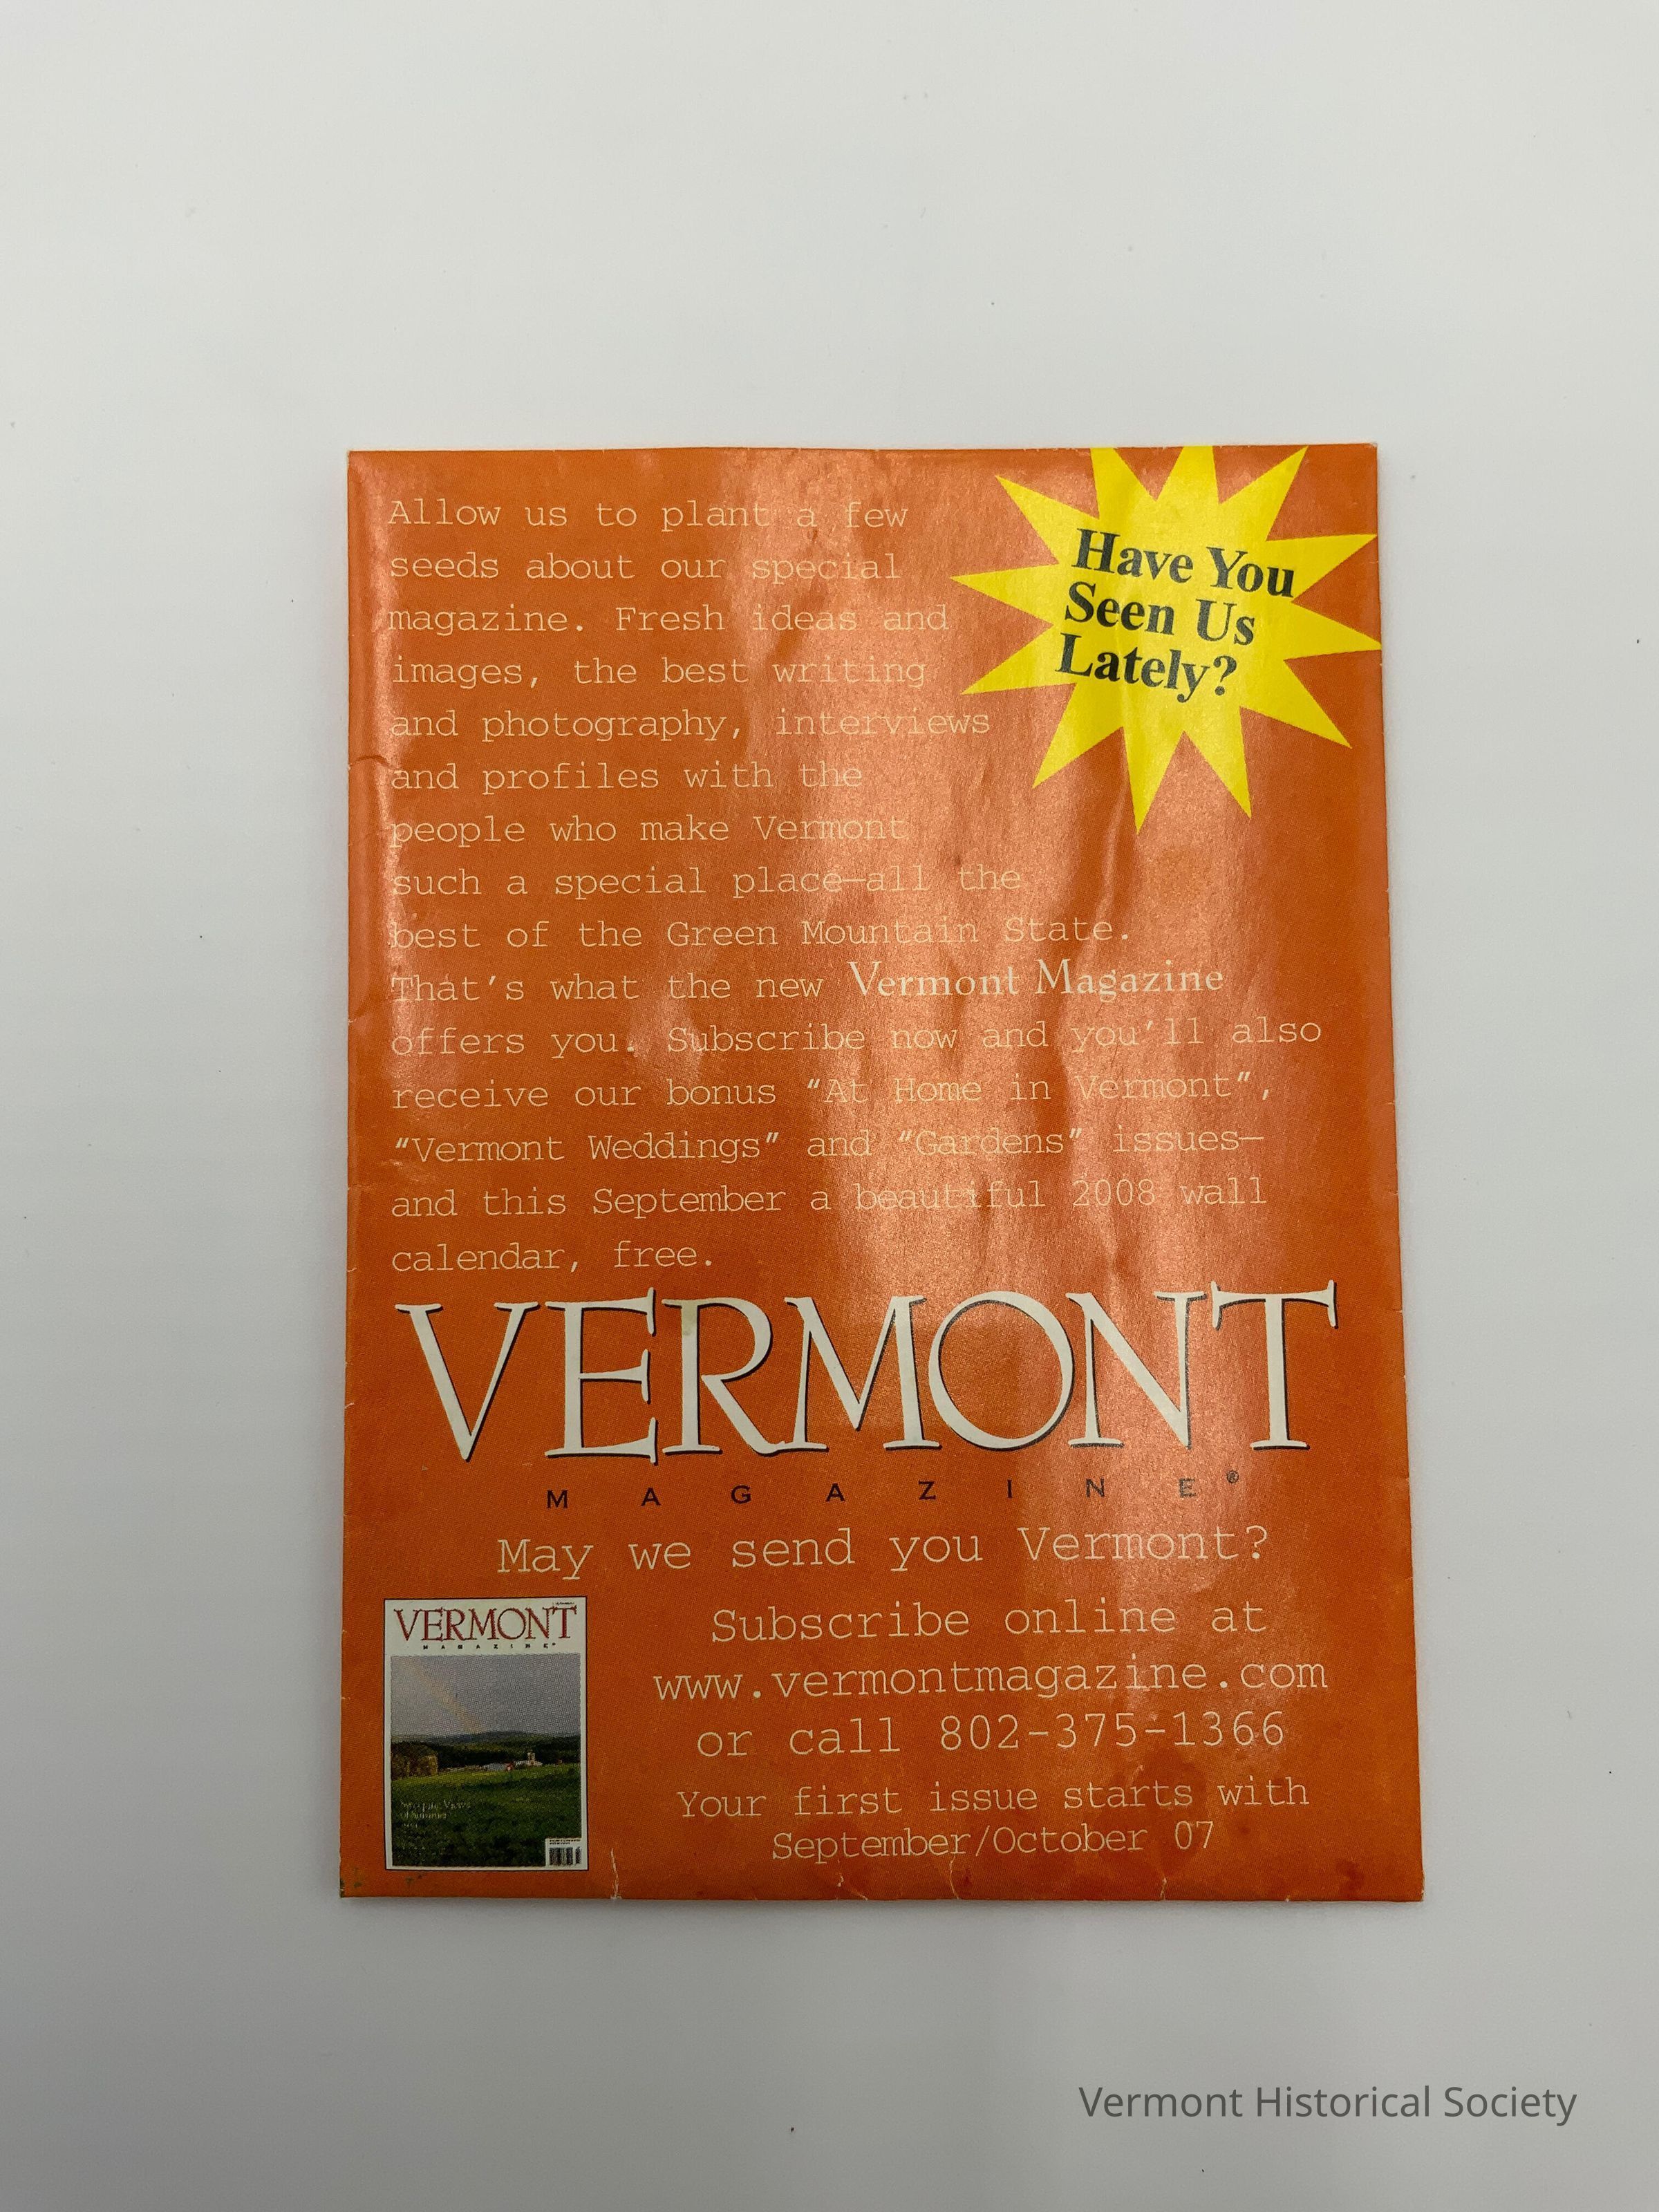 Have You
Seen Us
Lately?
Allow us to plant a few
seeds about our special
magazine. Fresh ideas and
images, the best writing
and photography, interviews
and profiles with the
people who make Vermont
such a special place—all the
best of the Green Mountain State.
That's what the new Vermont Magazine
offers you. Subscribe now and you'll also
receive our bonus "At Home in Vermont",
"Vermont Weddings" and "Gardens" issues—
and this September a beautiful 2008 wall
calendar, free.
VERMONT
MAGAZINE®
May we send you Vermont?
VERMONT
MAGAZINE®
Subscribe online at
www.vermontmagazine.com
or call 802-375-1366
Your first issue starts with
September/October 07
Vermont Historical Society